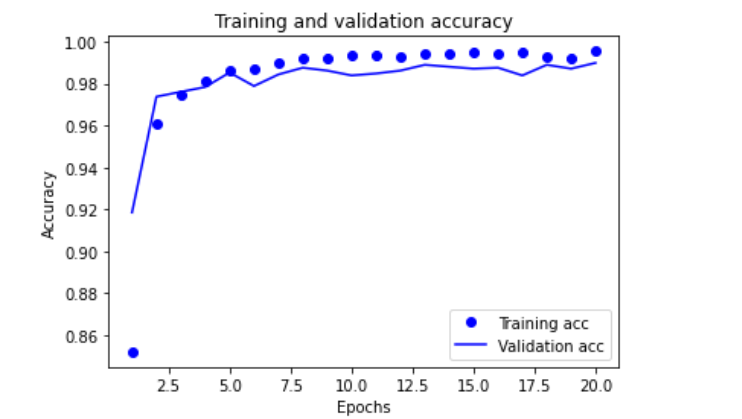 Training and validation accuracy
1.00
0.98
0.96
0.94
0.92
0.90
0.88
0.86
Accuracy
Training acc
Validation acc
2.5 5.0 7.5 10.0 12.5 15.0 17.5 20.0
Epochs